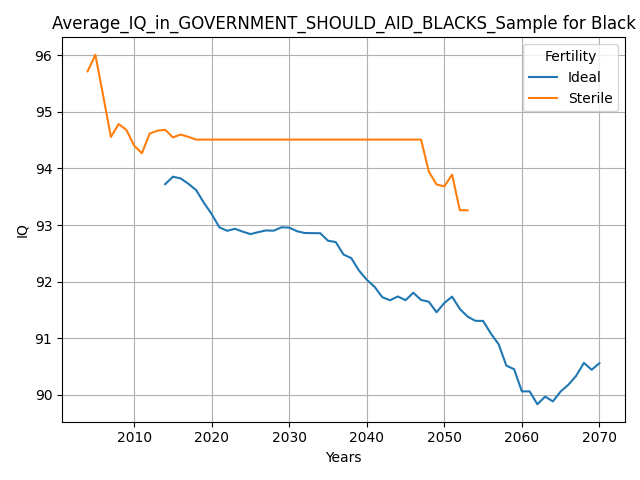 Average_IQ_in_GOVERNMENT_SHOULD_AID_BLACKS_Sample for Black
Fertility
Ideal
Sterile
IQ
96
95
94
93
92
91
90
2010 2020 2030 2040 2050 2060 2070
Years